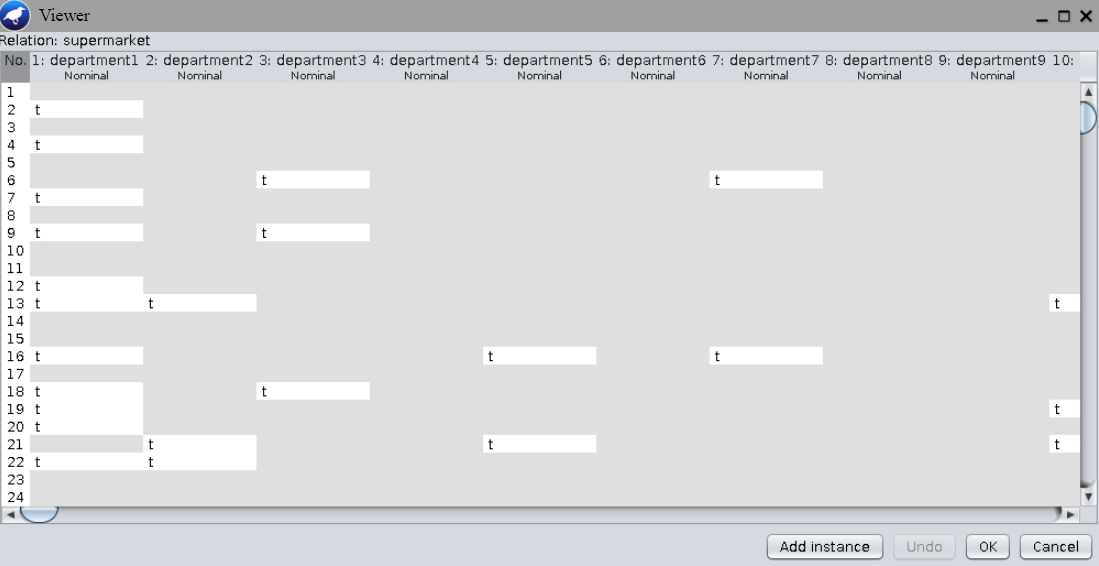 Viewer
Relation: supermarket
No. 1: department1 2: department2 3: department3 4: department4 5: department5 6: department6 7: department7 8: department8 9: department9 10:
Nominal Nominal Nominal Nominal Nominal Nominal Nominal Nominal Nominal
1
2 t
3
4 t
5
6 t t
7 t
8
9 t t
10
11
12 t
13 t t t
14
15
16 t t t
17
18 t t
19 t t
20 t
21 t t t
22 t t
23
24
Add instance Undo OK Cancel